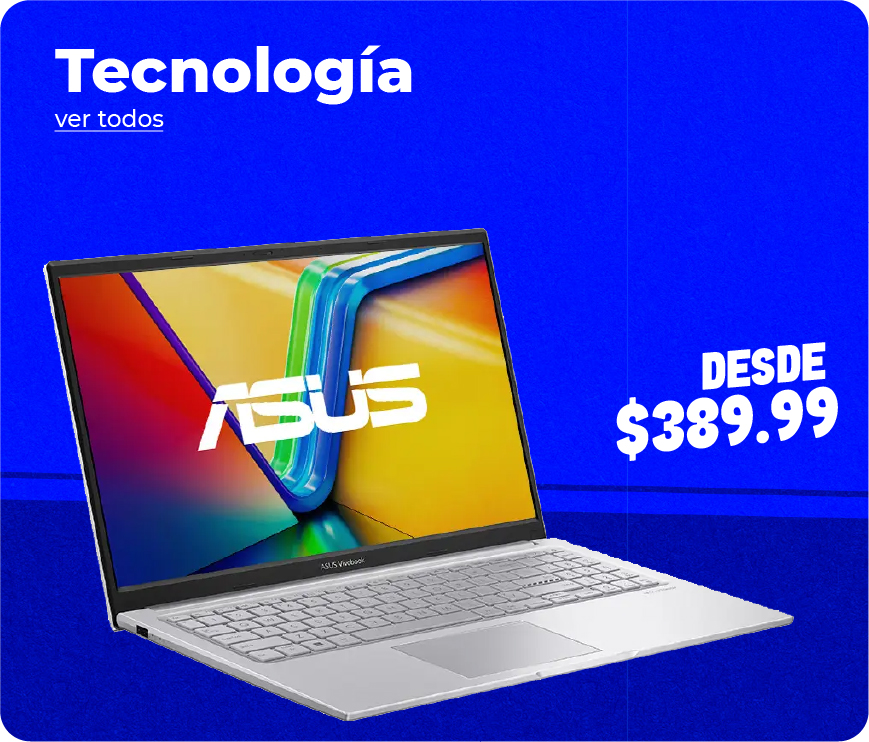 Tecnología
ver todos
ASUS
DESDE
$389.99
ASUS Vivobook